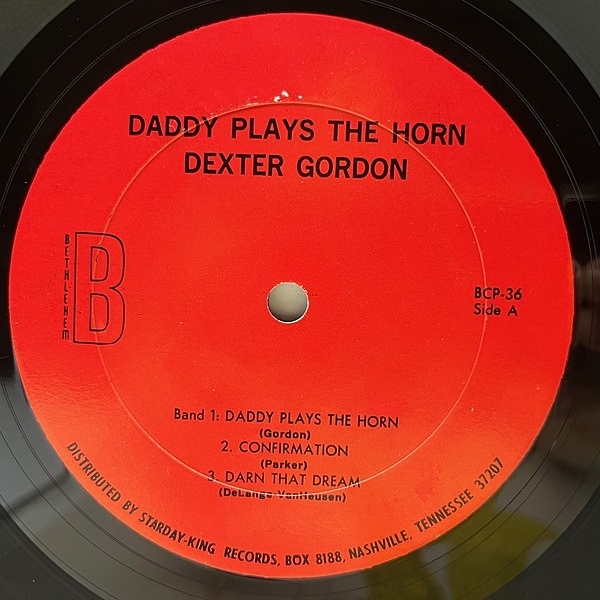 DADDY PLAYS THE HORN
DEXTER GORDON
BETHLEHEM
B
BCP-36
Side A
Band 1: DADDY PLAYS THE HORN
(Gordon)
2. CONFIRMATION
(Parker)
3. DARN THAT DREAM
(DeLange VanHeusen)
DISTRIBUTED BY STARDAY-KING RECORDS, BOX 8188, NASHVILLE, TENNESSEE 37207